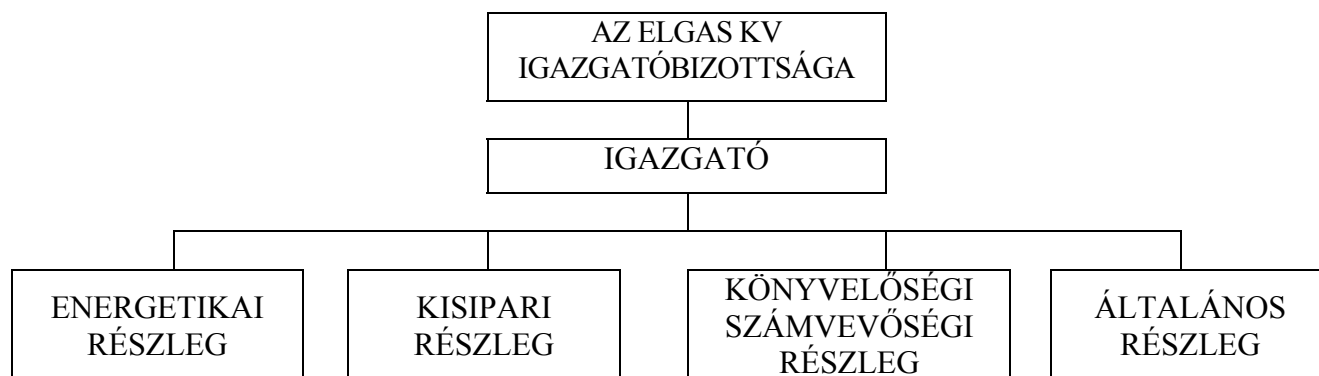 AZ ELGAS KV
IGAZGATÓBIZOTTSÁGA
IGAZGATÓ
ENERGETIKAI
RÉSZLEG
KISIPARI
RÉSZLEG
KÖNYVELŐSÉGI
SZÁMVEVŐSÉGI
RÉSZLEG
ÁLTALÁNOS
RÉSZLEG